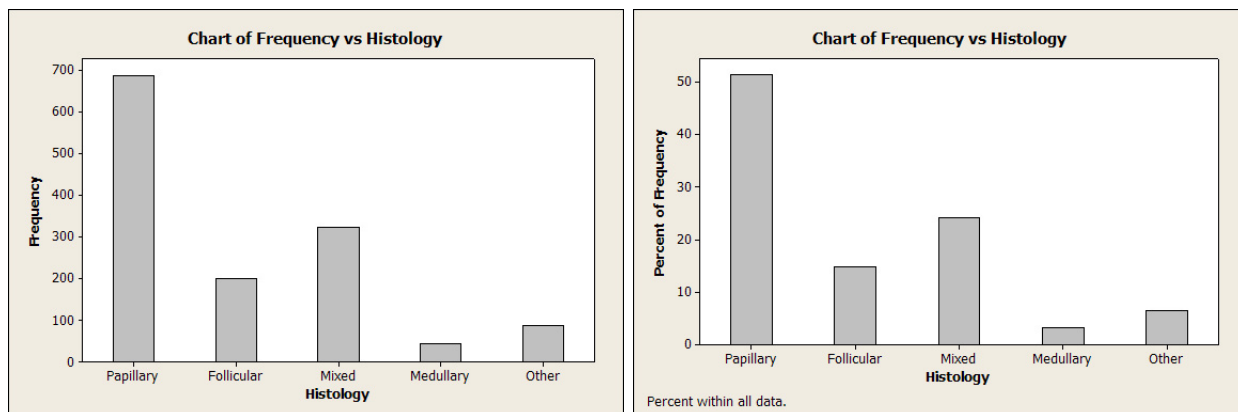 Chart of Frequency vs Histology
700
600
500
400
300
200
100
0
Frequency
Papillary Follicular Mixed Medullary Other
Histology
Chart of Frequency vs Histology
50
40
30
20
10
0
Percent of Frequency
Papillary Follicular Mixed Medullary Other
Histology
Percent within all data.